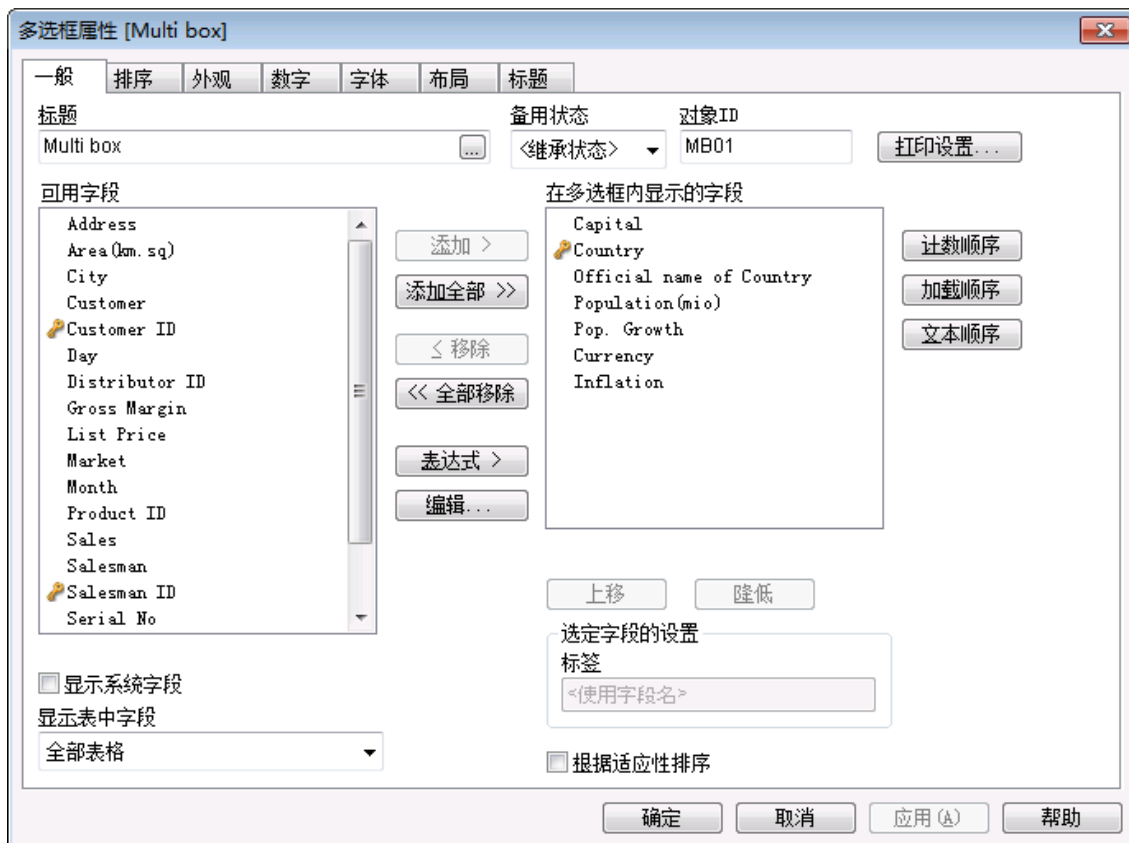 多选框属性 [Multi box]
一般 排序 外观 数字 字体 布局 标题
标题 备用状态 对象ID
Multi box ... <继承状态> MB01 打印设置...
可用字段 在多选框内显示的字段
Address
Area(km.sq)
City
Customer
Customer ID
Day
Distributor ID
Gross Margin
List Price
Market
Month
Product ID
Sales
Salesman
Salesman ID
Serial No
添加 >
添加全部 >>
≤ 移除
<< 全部移除
表达式 >
编辑...
Capital
Country
Official name of Country
Population(mio)
Pop. Growth
Currency
Inflation
计数顺序
加载顺序
文本顺序
上移 降低
选定字段的设置
标签
<使用字段名>
显示系统字段
显示表中字段
全部表格
根据适应性排序
确定 取消 应用(A) 帮助